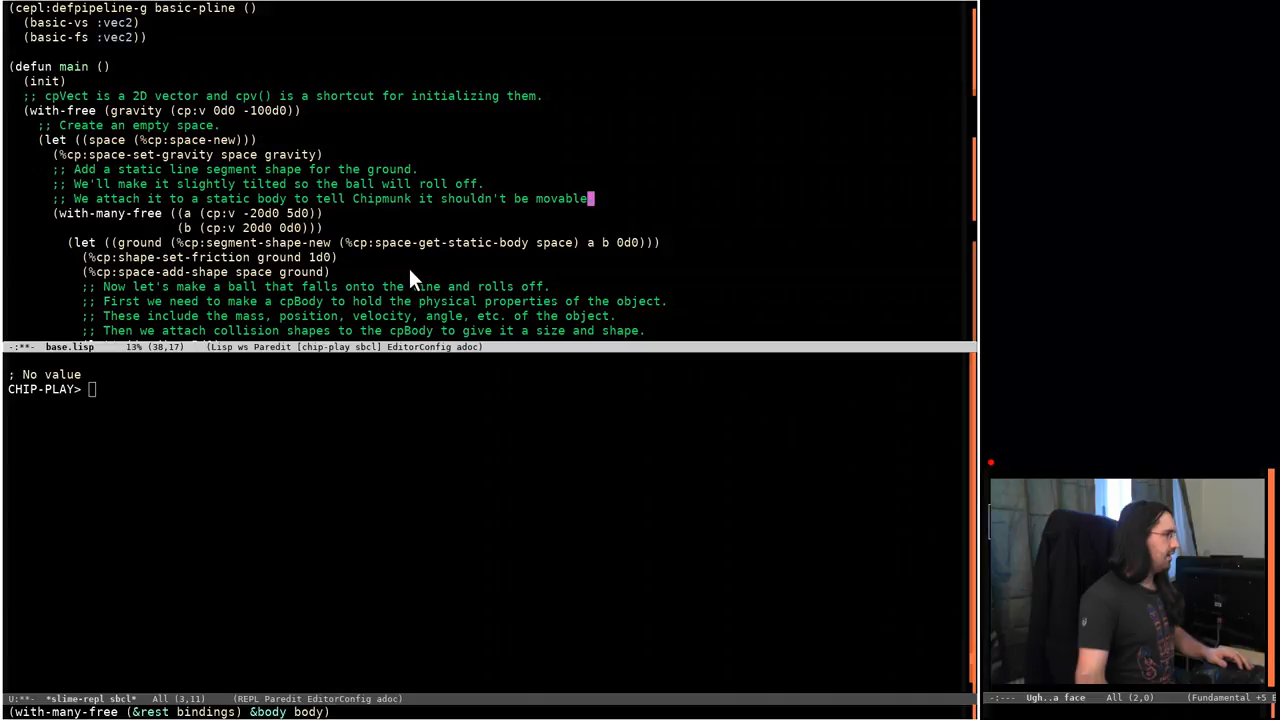 (cepl:defpipeline-g basic-pline ()
  (basic-vs :vec2)
  (basic-fs :vec2))
(defun main ()
  (init)
  ;; cpVect is a 2D vector and cpv() is a shortcut for initializing them.
  (with-free (gravity (cp:v 0d0 -100d0))
    ;; Create an empty space.
    (let ((space (%cp:space-new)))
      (%cp:space-set-gravity space gravity)
      ;; Add a static line segment shape for the ground.
      ;; We'll make it slightly tilted so the ball will roll off.
      ;; We attach it to a static body to tell Chipmunk it shouldn't be movable
      (with-many-free ((a (cp:v -20d0 5d0))
                       (b (cp:v 20d0 0d0)))
        (let ((ground (%cp:segment-shape-new (%cp:space-get-static-body space) a b 0d0)))
          (%cp:shape-set-friction ground 1d0)
          (%cp:space-add-shape space ground)
          ;; Now let's make a ball that falls onto the line and rolls off.
          ;; First we need to make a cpBody to hold the physical properties of the object.
          ;; These include the mass, position, velocity, angle, etc. of the object.
          ;; Then we attach collision shapes to the cpBody to give it a size and shape.
-:**-  base.lisp      13% (38,17)    (Lisp ws Paredit [chip-play sbcl] EditorConfig adoc)
; No value
CHIP-PLAY>
U:**-  *slime-repl sbcl*   All (3,11)     (REPL Paredit EditorConfig adoc)
(with-many-free (&rest bindings) &body body)
-:---  Ugh..a face    All (2,0)      (Fundamental +5 E